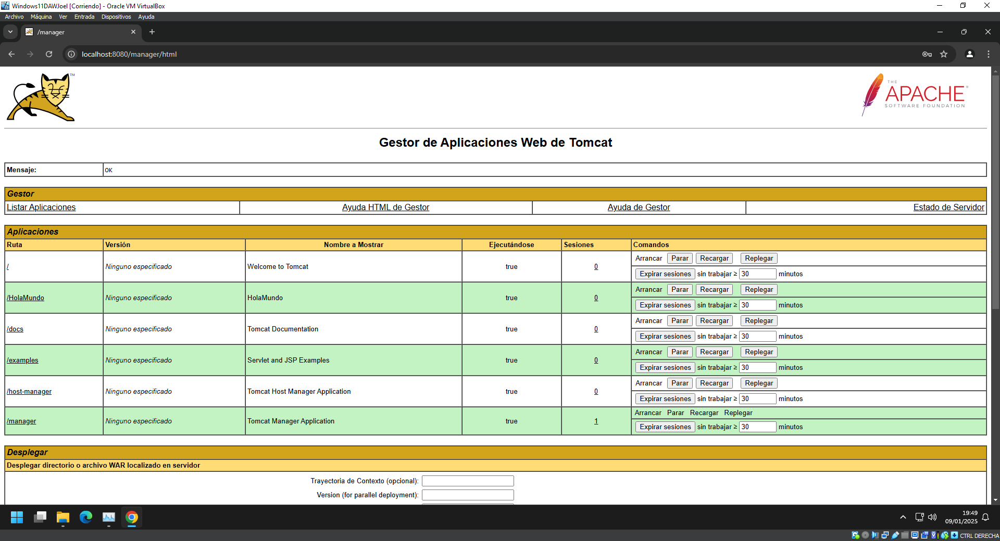 Windows11DAWJoel [Corriendo] - Oracle VM VirtualBox
Archivo Máquina Ver Entrada Dispositivos Ayuda
/manager
localhost:8080/manager/html
TM
THE
APACHE®
SOFTWARE FOUNDATION
Gestor de Aplicaciones Web de Tomcat
Mensaje: OK
Gestor
Listar Aplicaciones Ayuda HTML de Gestor Ayuda de Gestor Estado de Servidor
Aplicaciones
Ruta Versión Nombre a Mostrar Ejecutándose Sesiones Comandos
/ Ninguno especificado Welcome to Tomcat true 0 Arrancar Parar Recargar Replegar
Expirar sesiones sin trabajar ≥ 30 minutos
/HolaMundo Ninguno especificado HolaMundo true 0 Arrancar Parar Recargar Replegar
Expirar sesiones sin trabajar ≥ 30 minutos
/docs Ninguno especificado Tomcat Documentation true 0 Arrancar Parar Recargar Replegar
Expirar sesiones sin trabajar ≥ 30 minutos
/examples Ninguno especificado Servlet and JSP Examples true 0 Arrancar Parar Recargar Replegar
Expirar sesiones sin trabajar ≥ 30 minutos
/host-manager Ninguno especificado Tomcat Host Manager Application true 0 Arrancar Parar Recargar Replegar
Expirar sesiones sin trabajar ≥ 30 minutos
/manager Ninguno especificado Tomcat Manager Application true 1 Arrancar Parar Recargar Replegar
Expirar sesiones sin trabajar ≥ 30 minutos
Desplegar
Desplegar directorio o archivo WAR localizado en servidor
Trayectoria de Contexto (opcional):
Version (for parallel deployment):
19:49
09/01/2025
CTRL DERECHA